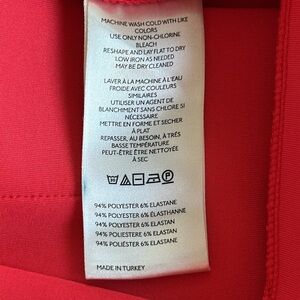 MACHINE WASH COLD WITH LIKE
COLORS
USE ONLY NON-CHLORINE
BLEACH
RESHAPE AND LAY FLAT TO DRY
LOW IRON AS NEEDED
MAY BE DRY CLEANED
LAVER À LA MACHINE À L'EAU
FROIDE AVEC COULEURS
SIMILAIRES
UTILISER UN AGENT DE
BLANCHIMENT SANS CHLORE SI
NÉCESSAIRE
METTRE EN FORME ET SECHER
À PLAT
REPASSER, AU BESOIN, À TRÈS
BASSE TEMPÉRATURE
PEUT-ÊTRE ÊTRE NETTOYÉ
À SEC
P
94% POLYESTER 6% ELASTANE
94% POLYESTER 6% ÉLASTHANNE
94% POLYESTER 6% ELASTAN
94% POLIESTERE 6% ELASTAN
94% POLIÉSTER 6% ELASTANE
MADE IN TURKEY